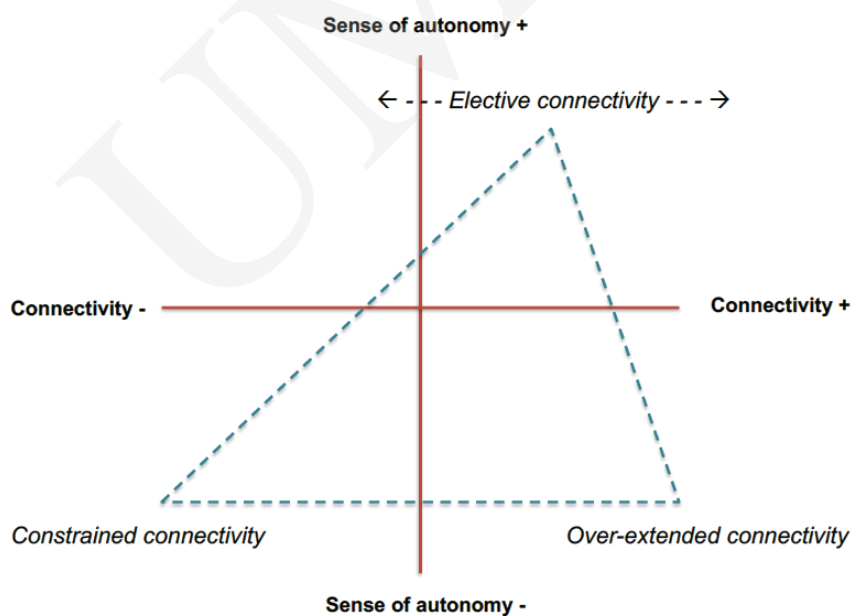 Sense of autonomy +
← - - - Elective connectivity - - - →
Connectivity -
Connectivity +
Constrained connectivity
Over-extended connectivity
Sense of autonomy -